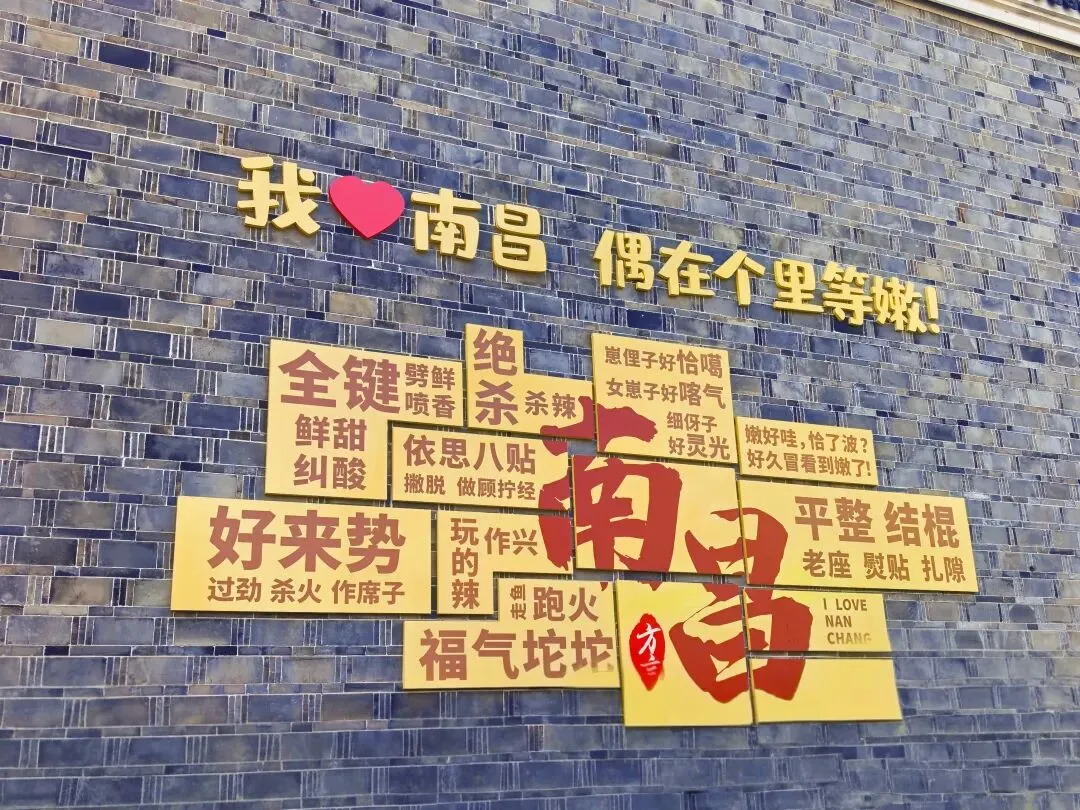 我❤南昌 偶在个里等嫩!
绝杀
杀辣
崽俚子好恰噶
女崽子好喀气
细伢子
好灵光
全键
劈鲜
喷香
鲜甜
纠酸
依思八贴
撇脱 做顾拧经
嫩好哇,恰了波?
好久冒看到嫩了!
南昌
平整 结棍
老座 熨贴 扎隙
好来势
过劲 杀火 作席子
玩的辣
作兴
走鱼
跑火
福气坨坨
方
I LOVE
NAN
CHANG